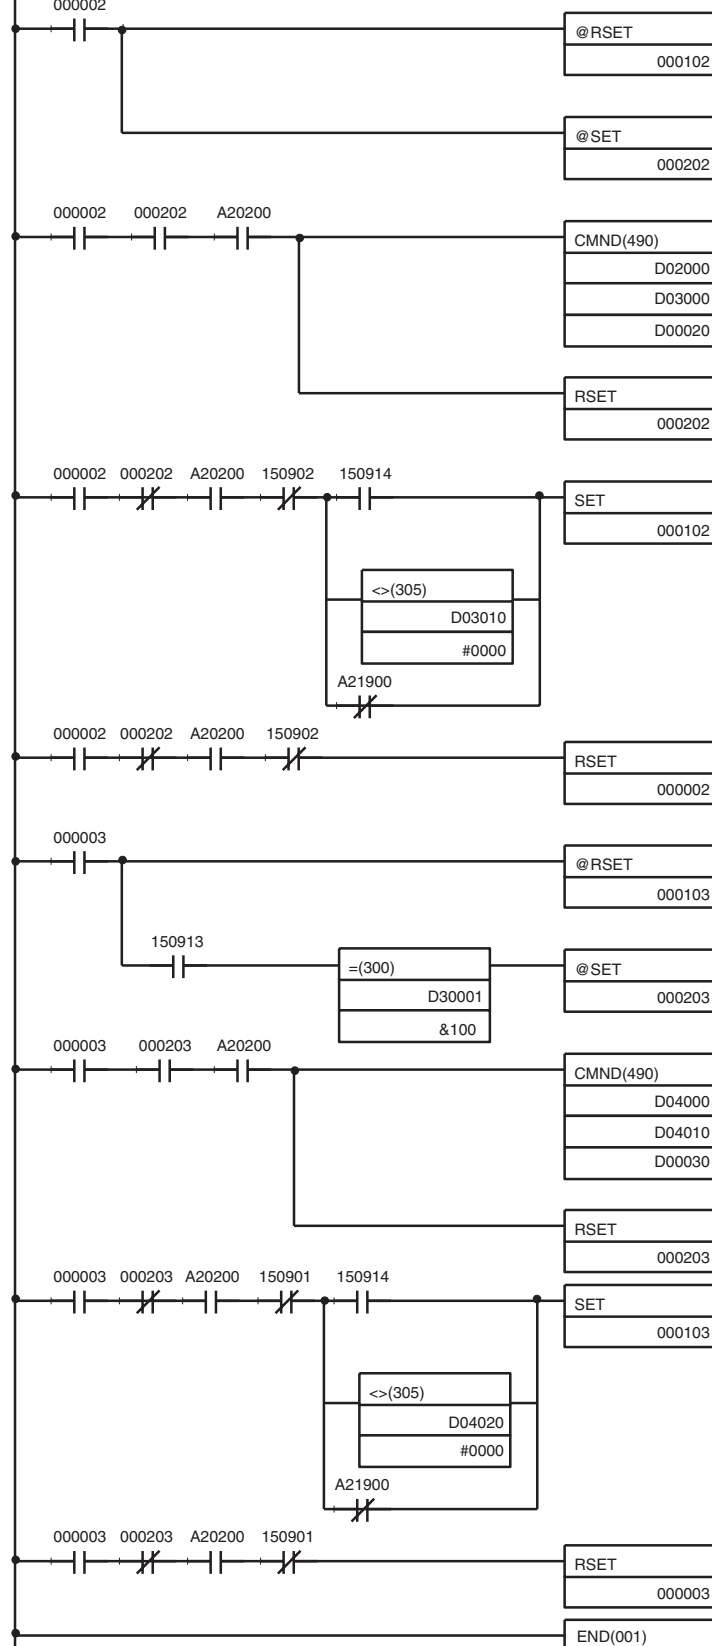 000002
@RSET
000102
@SET
000202
000002 000202 A20200
CMND(490)
D02000
D03000
D00020
RSET
000202
000002 000202 A20200 150902 150914
SET
000102
<>(305)
D03010
#0000
A21900
000002 000202 A20200 150902
RSET
000002
000003
@RSET
000103
150913
=(300)
D30001
&100
@SET
000203
000003 000203 A20200
CMND(490)
D04000
D04010
D00030
RSET
000203
000003 000203 A20200 150901 150914
SET
000103
<>(305)
D04020
#0000
A21900
000003 000203 A20200 150901
RSET
000003
END(001)